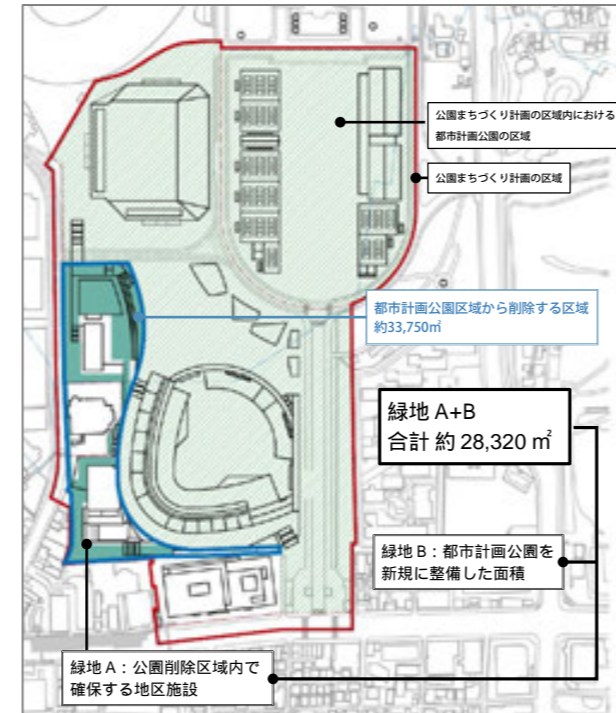 公園まちづくり計画の区域内における
都市計画公園の区域
公園まちづくり計画の区域
都市計画公園区域から削除する区域
約33,750㎡
緑地 A+B
合計 約 28,320 ㎡
緑地 B：都市計画公園を
新規に整備した面積
緑地 A：公園削除区域内で
確保する地区施設